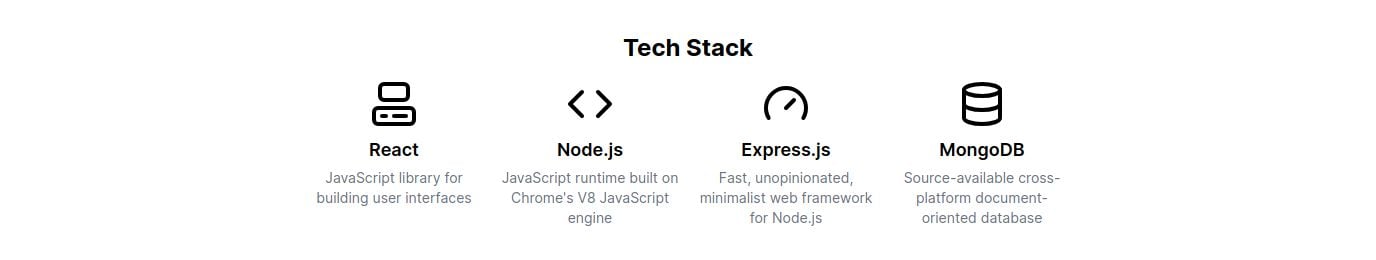 Tech Stack
React
JavaScript library for
building user interfaces
Node.js
JavaScript runtime built on
Chrome's V8 JavaScript
engine
Express.js
Fast, unopinionated,
minimalist web framework
for Node.js
MongoDB
Source-available cross-
platform document-
oriented database